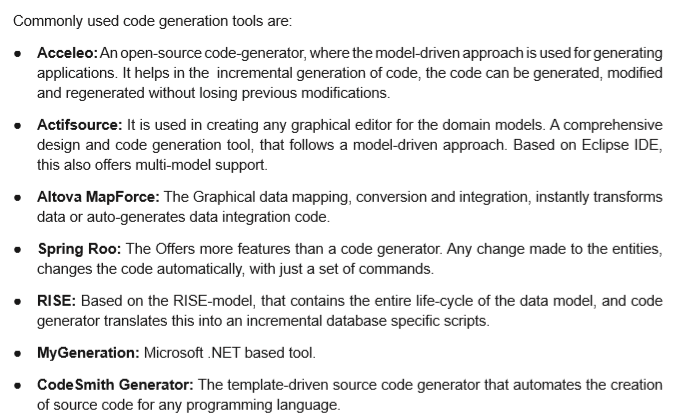 Commonly used code generation tools are:
● Acceleo: An open-source code-generator, where the model-driven approach is used for generating
applications. It helps in the incremental generation of code, the code can be generated, modified
and regenerated without losing previous modifications.
● Actifsource: It is used in creating any graphical editor for the domain models. A comprehensive
design and code generation tool, that follows a model-driven approach. Based on Eclipse IDE,
this also offers multi-model support.
● Altova MapForce: The Graphical data mapping, conversion and integration, instantly transforms
data or auto-generates data integration code.
● Spring Roo: The Offers more features than a code generator. Any change made to the entities,
changes the code automatically, with just a set of commands.
● RISE: Based on the RISE-model, that contains the entire life-cycle of the data model, and code
generator translates this into an incremental database specific scripts.
● MyGeneration: Microsoft .NET based tool.
● CodeSmith Generator: The template-driven source code generator that automates the creation
of source code for any programming language.